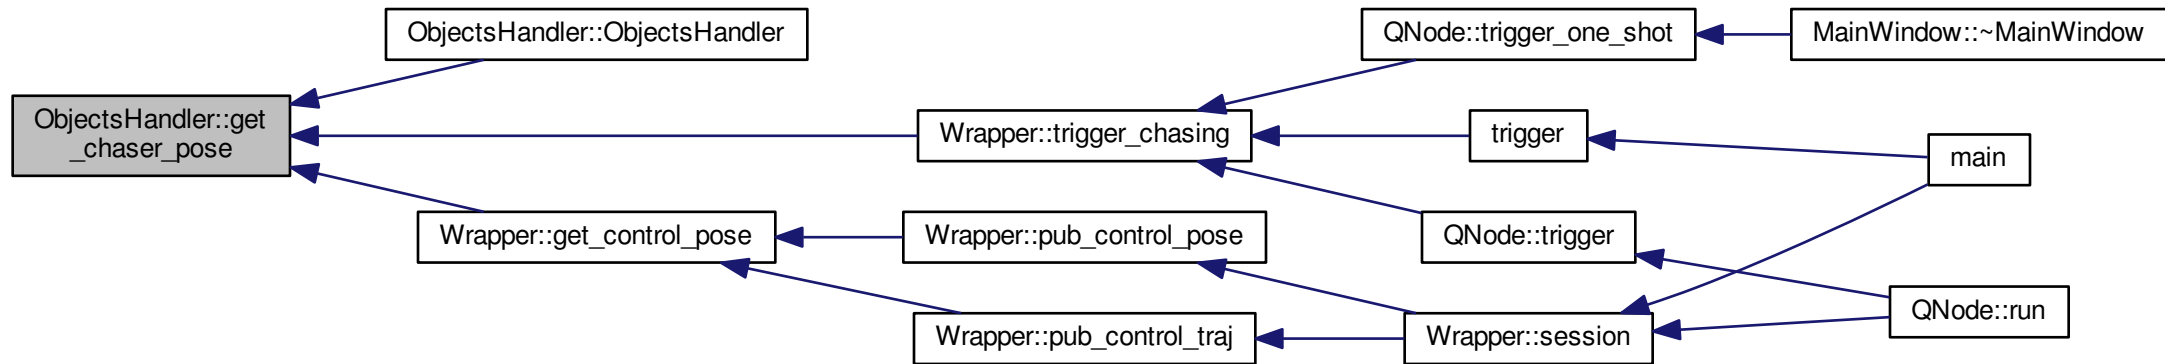 ObjectsHandler::get
_chaser_pose
ObjectsHandler::ObjectsHandler
Wrapper::trigger_chasing
Wrapper::get_control_pose
Wrapper::pub_control_pose
Wrapper::pub_control_traj
QNode::trigger_one_shot
trigger
QNode::trigger
Wrapper::session
MainWindow::~MainWindow
main
QNode::run